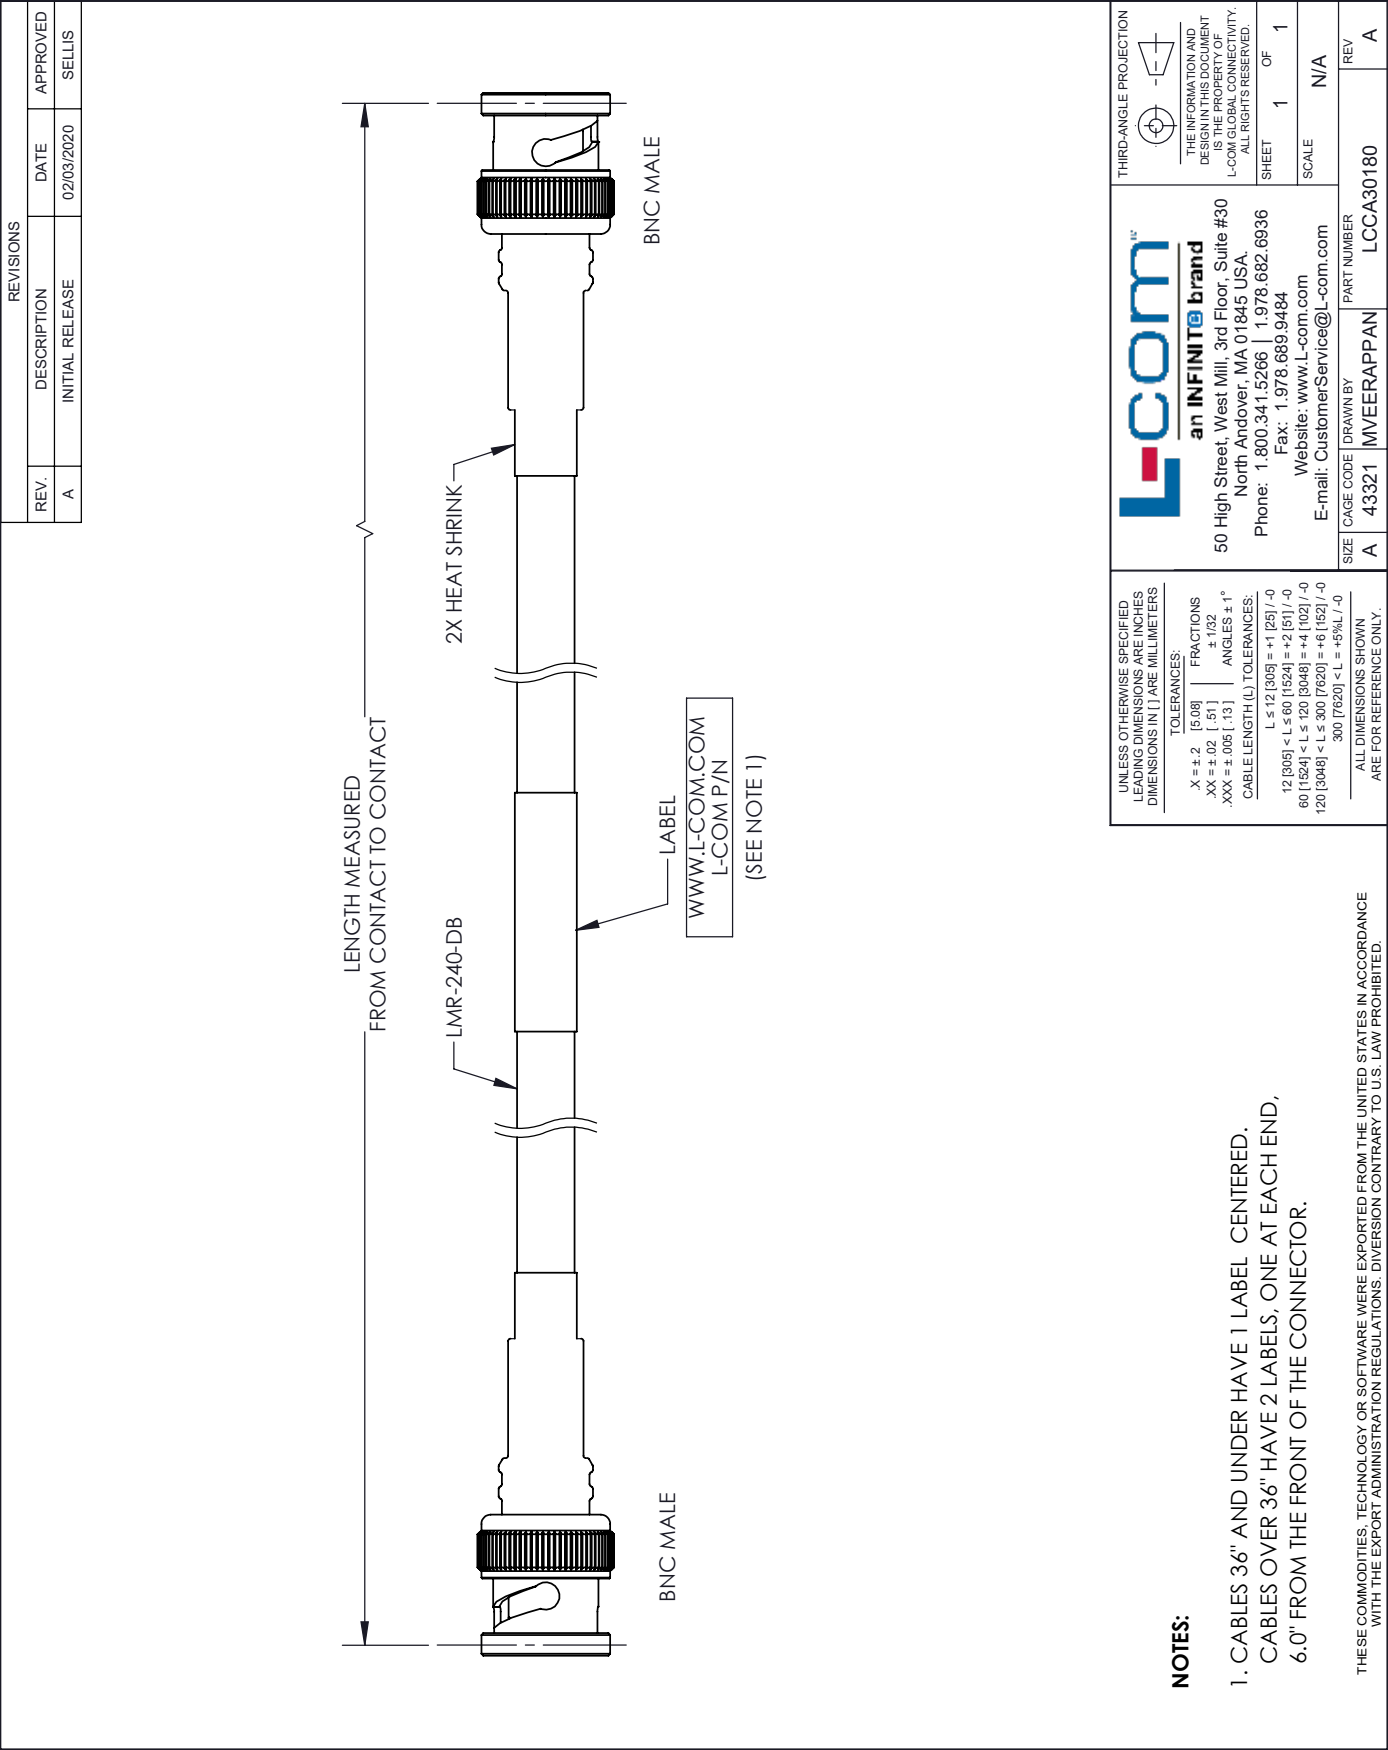 REVISIONS
REV. DESCRIPTION DATE APPROVED
A INITIAL RELEASE 02/03/2020 SELLIS
LENGTH MEASURED
FROM CONTACT TO CONTACT
LMR-240-DB
2X HEAT SHRINK
BNC MALE
BNC MALE
LABEL
WWW.L-COM.COM
L-COM P/N
(SEE NOTE 1)
NOTES:
1. CABLES 36" AND UNDER HAVE 1 LABEL CENTERED.
CABLES OVER 36" HAVE 2 LABELS, ONE AT EACH END,
6.0" FROM THE FRONT OF THE CONNECTOR.
THESE COMMODITIES, TECHNOLOGY OR SOFTWARE WERE EXPORTED FROM THE UNITED STATES IN ACCORDANCE
WITH THE EXPORT ADMINISTRATION REGULATIONS. DIVERSION CONTRARY TO U.S. LAW PROHIBITED.
UNLESS OTHERWISE SPECIFIED
LEADING DIMENSIONS ARE INCHES
DIMENSIONS IN [ ] ARE MILLIMETERS
TOLERANCES:
.X = ±.2 [5.08] FRACTIONS
.XX = ±.02 [ .51 ] ± 1/32
.XXX = ±.005 [ .13 ] ANGLES ± 1°
CABLE LENGTH (L) TOLERANCES:
L ≤ 12 [305] = +1 [25] / -0
12 [305] < L ≤ 60 [1524] = +2 [51] / -0
60 [1524] < L ≤ 120 [3048] = +4 [102] / -0
120 [3048] < L ≤ 300 [7620] = +6 [152] / -0
300 [7620] < L = +5%L / -0
ALL DIMENSIONS SHOWN
ARE FOR REFERENCE ONLY.
L-com
an INFINITe brand
50 High Street, West Mill, 3rd Floor, Suite #30
North Andover, MA 01845 USA.
Phone: 1.800.341.5266 | 1.978.682.6936
Fax: 1.978.689.9484
Website: www.L-com.com
E-mail: CustomerService@L-com.com
THIRD-ANGLE PROJECTION
THE INFORMATION AND
DESIGN IN THIS DOCUMENT
IS THE PROPERTY OF
L-COM GLOBAL CONNECTIVITY.
ALL RIGHTS RESERVED.
SHEET 1 OF 1
SCALE N/A
SIZE A
CAGE CODE 43321
DRAWN BY MVEERAPPAN
PART NUMBER LCCA30180
REV A